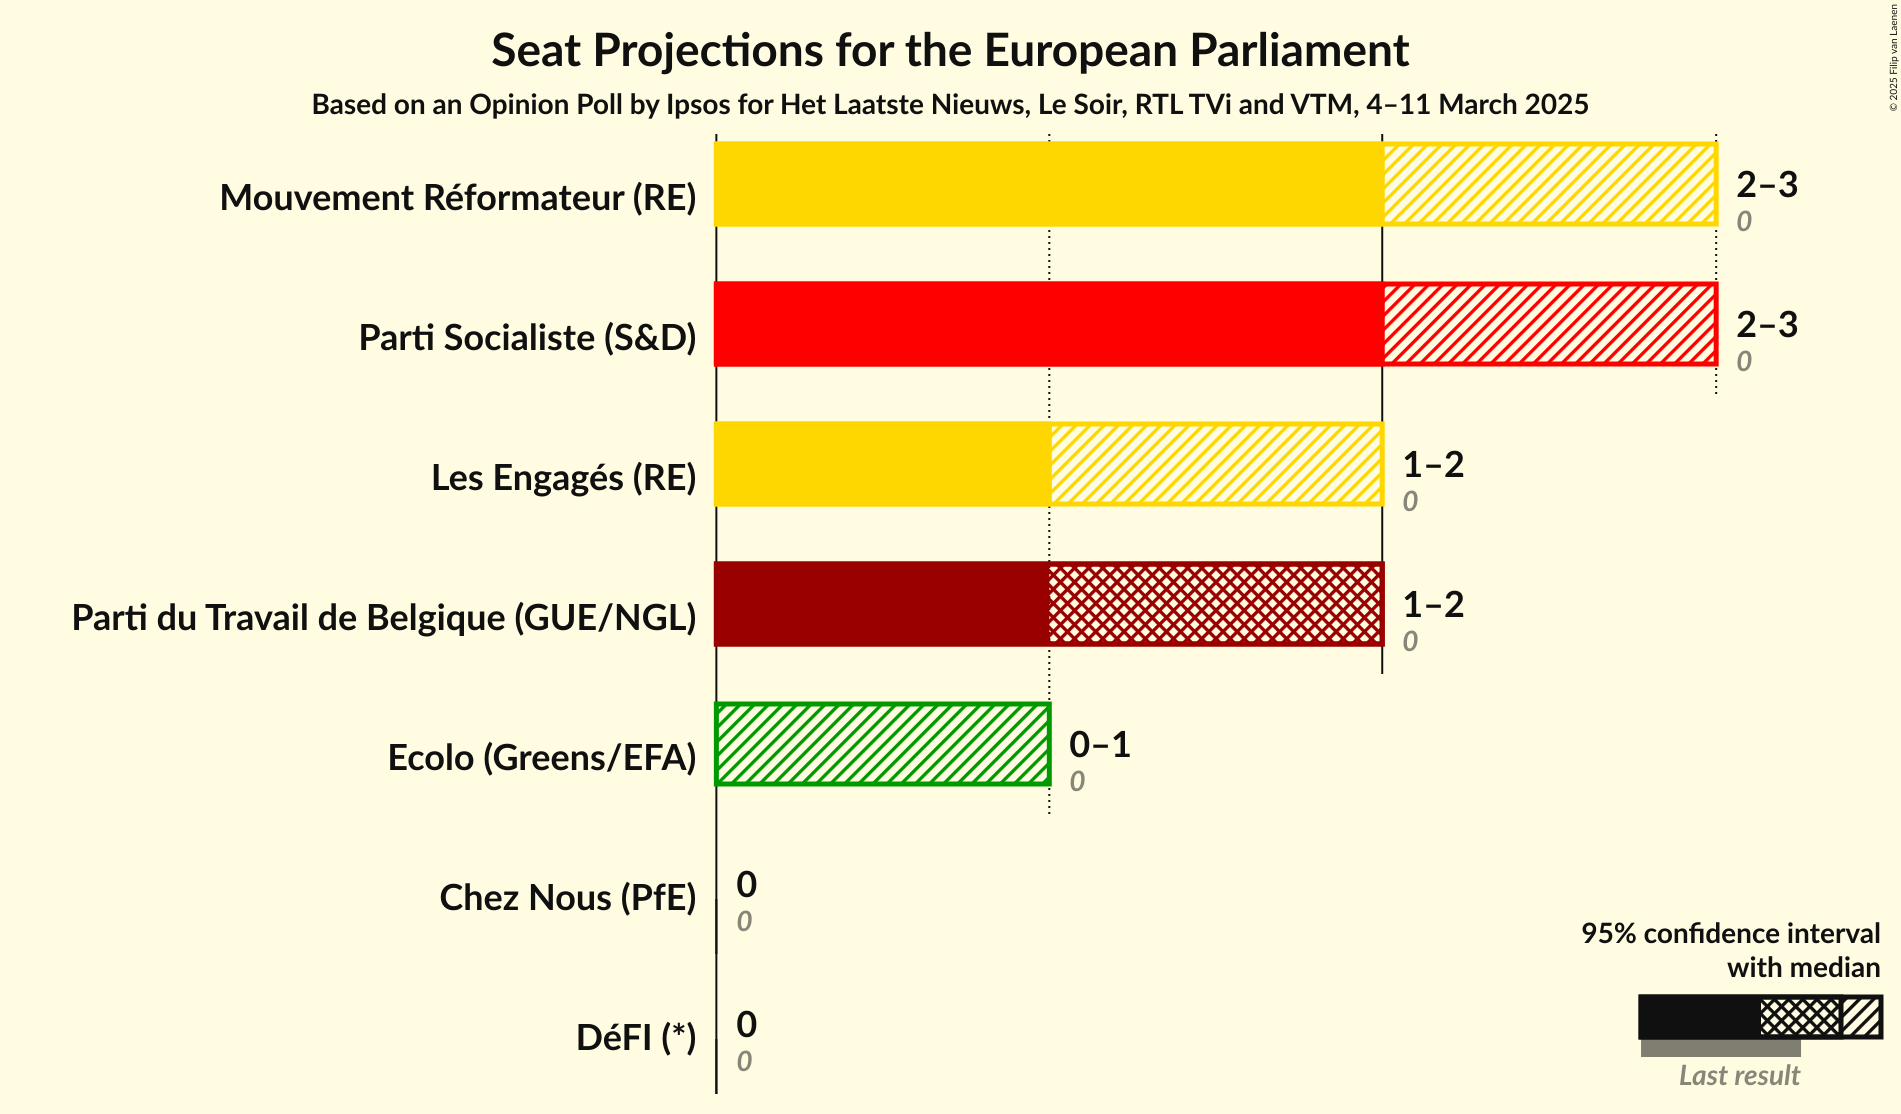 Seat Projections for the European Parliament
Based on an Opinion Poll by Ipsos for Het Laatste Nieuws, Le Soir, RTL TVi and VTM, 4–11 March 2025
© 2025 Filip van Laenen
Mouvement Réformateur (RE)
2–3
0
Parti Socialiste (S&D)
2–3
0
Les Engagés (RE)
1–2
0
Parti du Travail de Belgique (GUE/NGL)
1–2
0
Ecolo (Greens/EFA)
0–1
0
Chez Nous (PfE)
0
0
DéFI (*)
0
0
95% confidence interval
with median
Last result